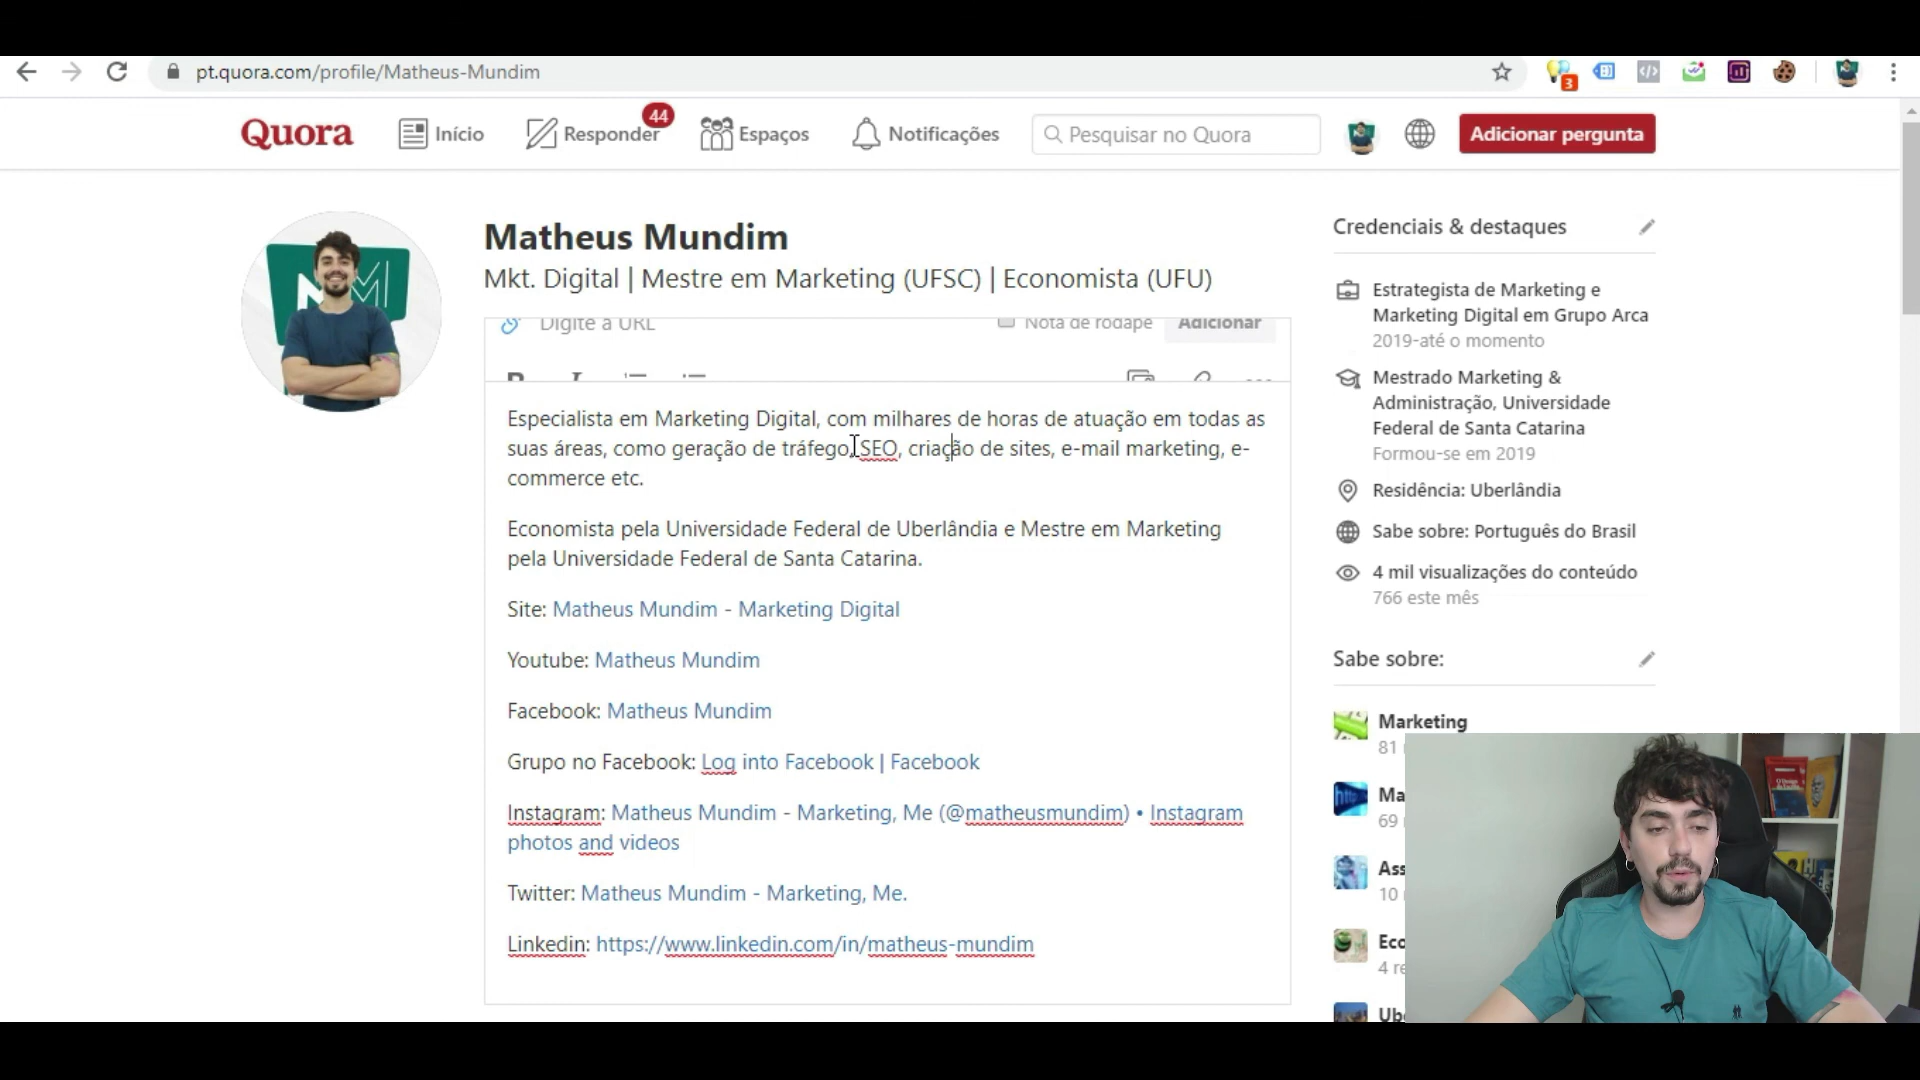 pt.quora.com/profile/Matheus-Mundim
3
Quora
Início
Responder
44
Espaços
Notificações
Pesquisar no Quora
Adicionar pergunta
Matheus Mundim
Mkt. Digital | Mestre em Marketing (UFSC) | Economista (UFU)
Digite a URL
Nota de rodapé
Adicionar
Especialista em Marketing Digital, com milhares de horas de atuação em todas as
suas áreas, como geração de tráfego, SEO, criação de sites, e-mail marketing, e-
commerce etc.
Economista pela Universidade Federal de Uberlândia e Mestre em Marketing
pela Universidade Federal de Santa Catarina.
Site: Matheus Mundim - Marketing Digital
Youtube: Matheus Mundim
Facebook: Matheus Mundim
Grupo no Facebook: Log into Facebook | Facebook
Instagram: Matheus Mundim - Marketing, Me (@matheusmundim) • Instagram
photos and videos
Twitter: Matheus Mundim - Marketing, Me.
Linkedin: https://www.linkedin.com/in/matheus-mundim
Credenciais & destaques
Estrategista de Marketing e
Marketing Digital em Grupo Arca
2019-até o momento
Mestrado Marketing &
Administração, Universidade
Federal de Santa Catarina
Formou-se em 2019
Residência: Uberlândia
Sabe sobre: Português do Brasil
4 mil visualizações do conteúdo
766 este mês
Sabe sobre:
Marketing
81
Ma
69
Ass
10
Eco
4 re
Ube